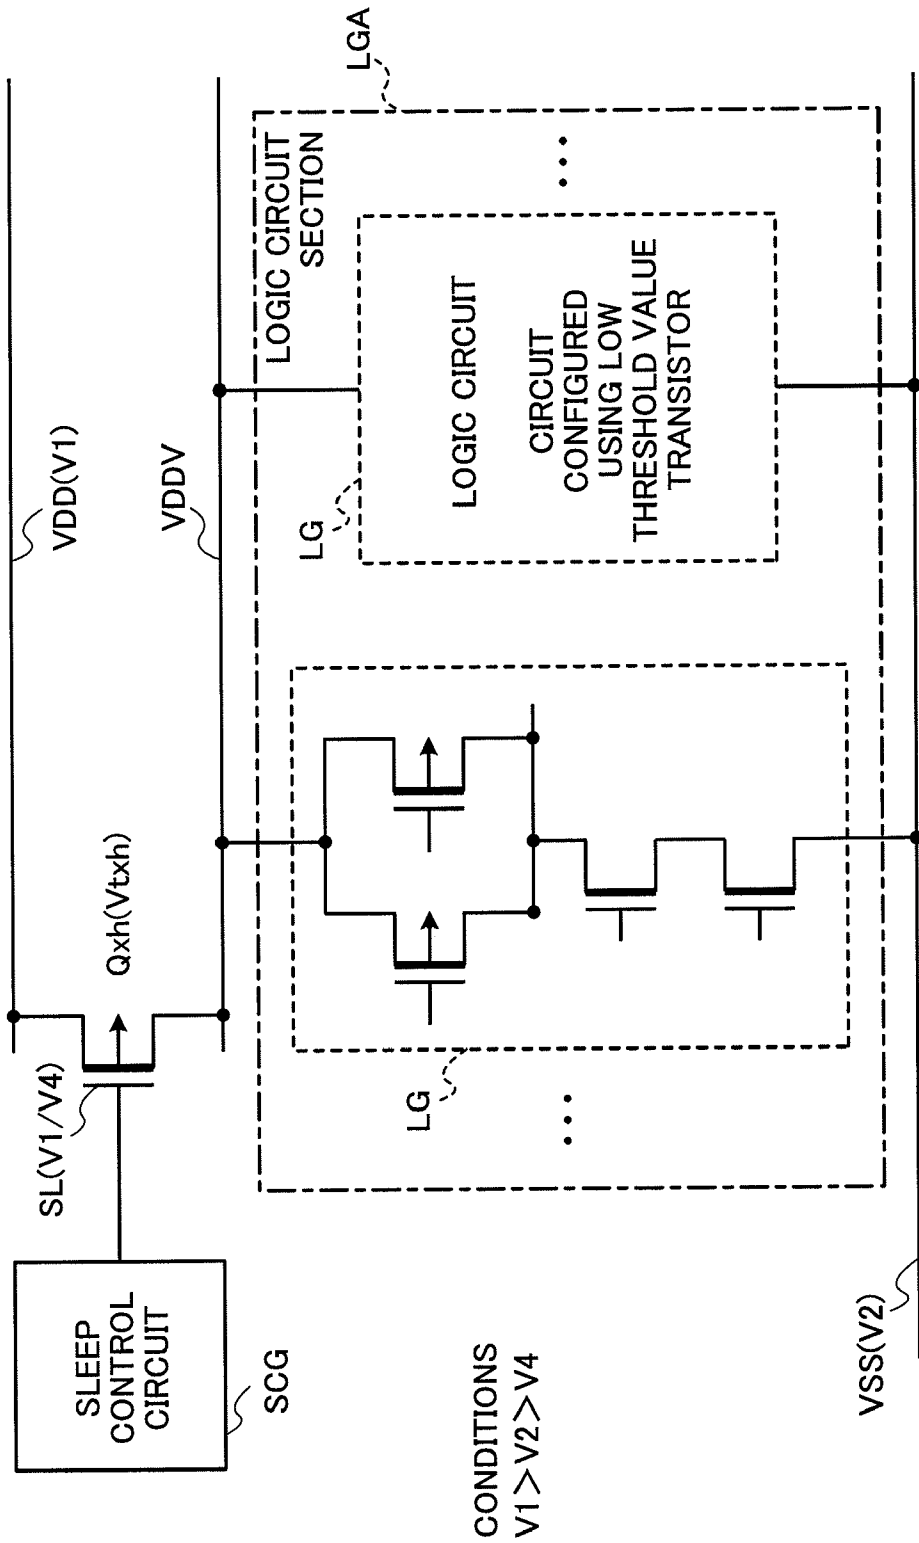 SLEEP
CONTROL
CIRCUIT
SCG
SL(V1/V4)
Qxh(Vtxh)
VDD(V1)
VDDV
LOGIC CIRCUIT
SECTION
LGA
LG
LG
LOGIC CIRCUIT
CIRCUIT
CONFIGURED
USING LOW
THRESHOLD VALUE
TRANSISTOR
CONDITIONS
V1>V2>V4
VSS(V2)